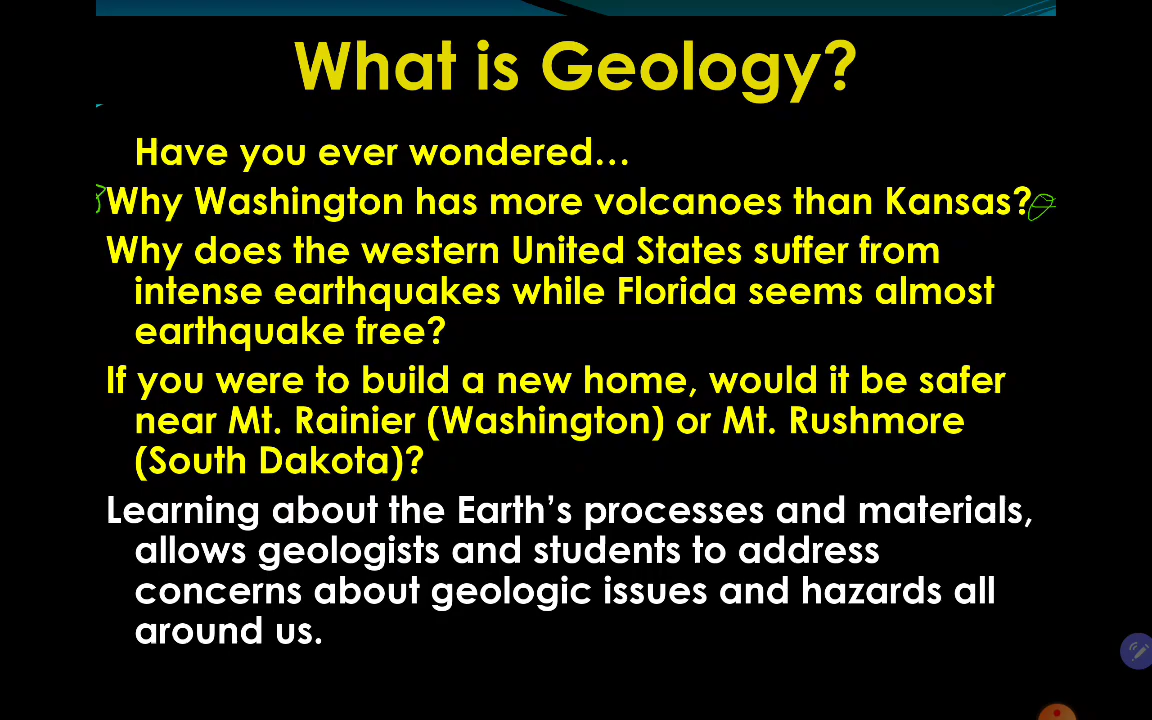 What is Geology?
Have you ever wondered…
Why Washington has more volcanoes than Kansas?
Why does the western United States suffer from
intense earthquakes while Florida seems almost
earthquake free?
If you were to build a new home, would it be safer
near Mt. Rainier (Washington) or Mt. Rushmore
(South Dakota)?
Learning about the Earth’s processes and materials,
allows geologists and students to address
concerns about geologic issues and hazards all
around us.